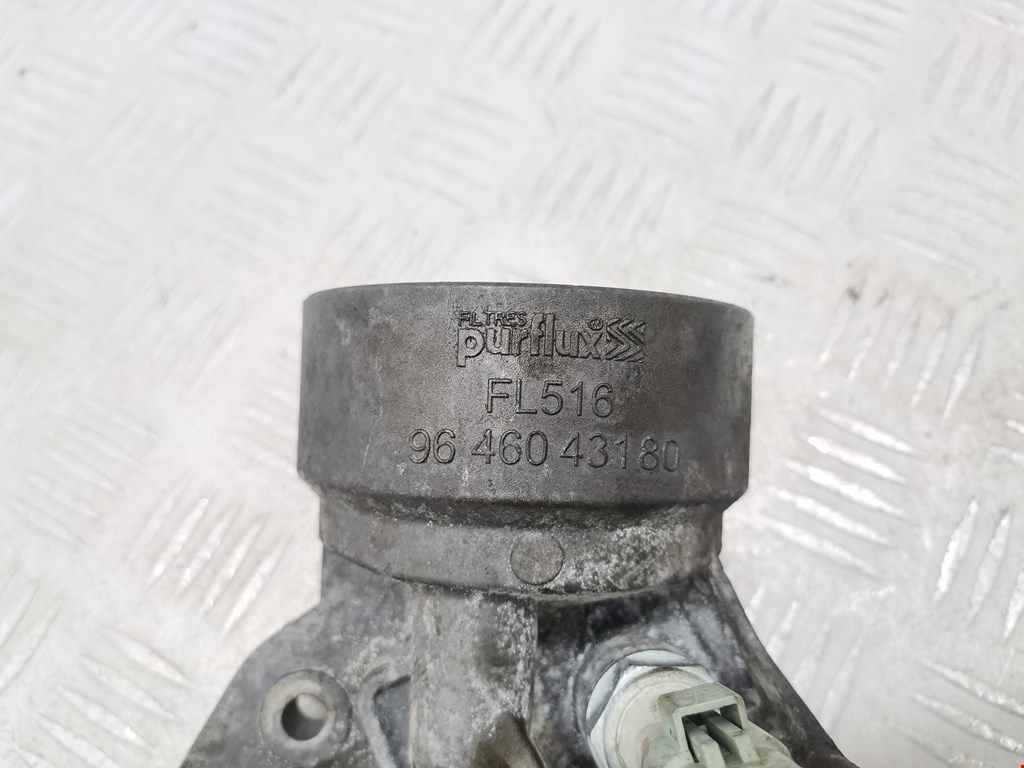 FILTRES
purflux®
FL516
96 460 43180